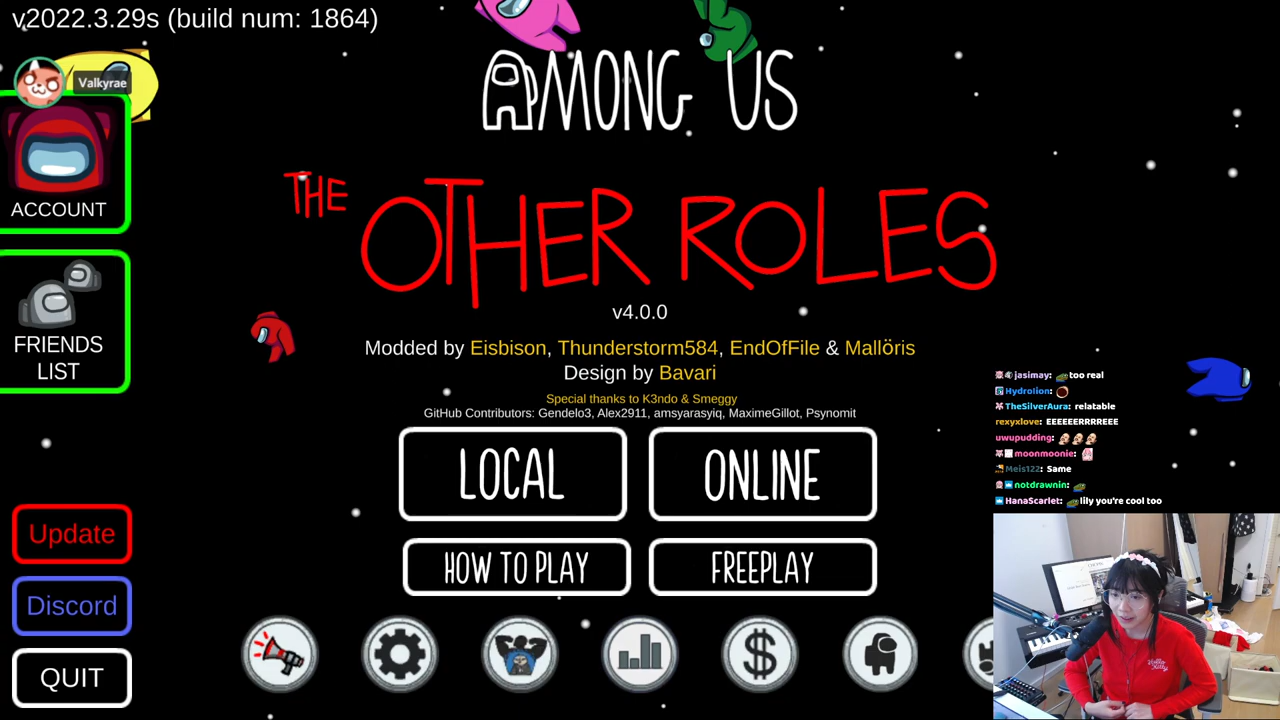 v2022.3.29s (build num: 1864)
Valkyrae
AMONG US
ACCOUNT
THE OTHER ROLES
v4.0.0
FRIENDS
LIST
Modded by Eisbison, Thunderstorm584, EndOfFile & Mallöris
Design by Bavari
Special thanks to K3ndo & Smeggy
GitHub Contributors: Gendelo3, Alex2911, amsyarasyiq, MaximeGillot, Psynomit
jasimay: too real
Hydrolion:
TheSilverAura: relatable
rexyxlove: EEEEEERRRREEE
uwupudding:
moonmoonie:
Meis122: Same
notdrawnin:
HanaScarlet: lily you're cool too
LOCAL
ONLINE
HOW TO PLAY
FREEPLAY
Update
Discord
QUIT
$